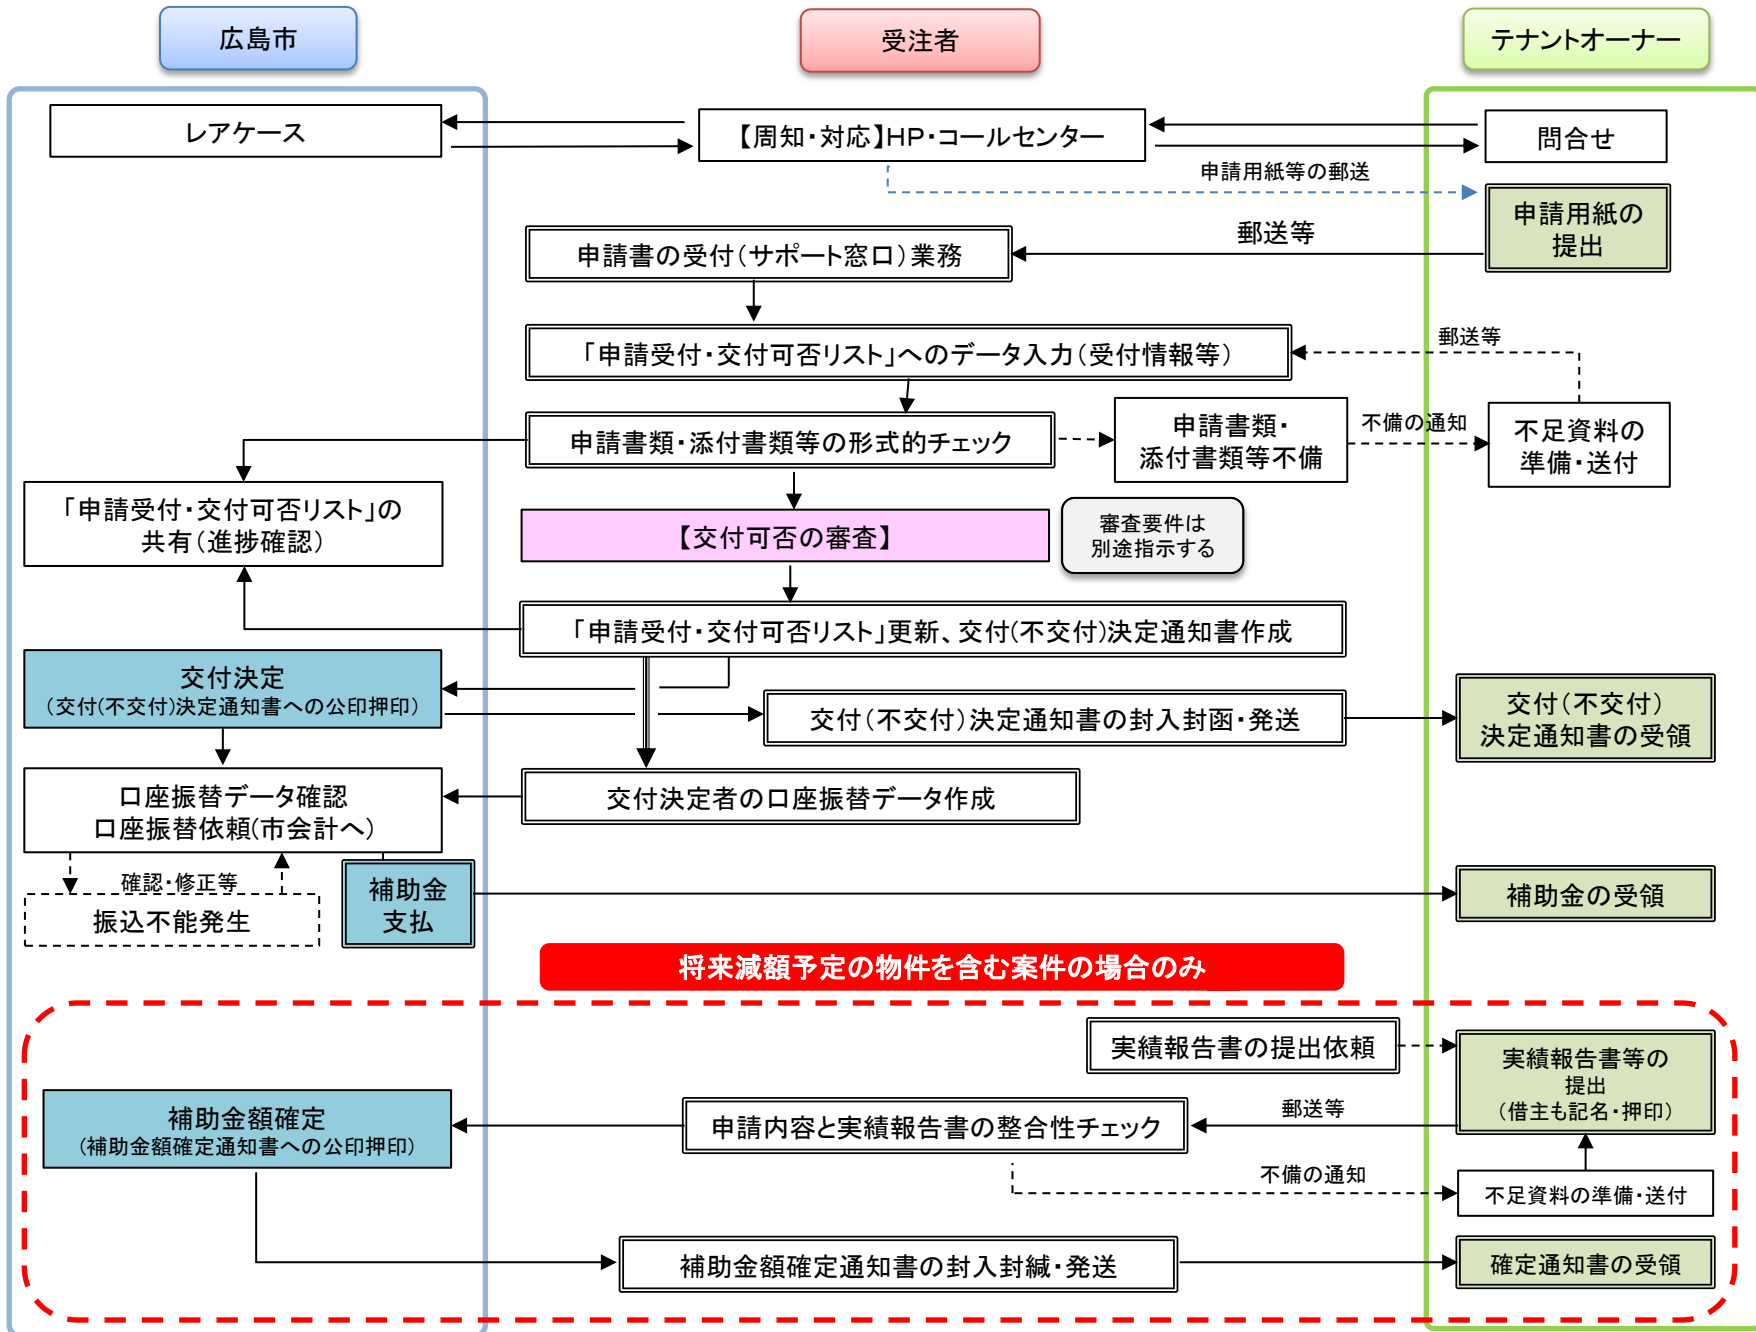 広島市
受注者
テナントオーナー
レアケース
【周知・対応】HP・コールセンター
問合せ
申請用紙等の郵送
申請用紙の
提出
郵送等
申請書の受付（サポート窓口）業務
「申請受付・交付可否リスト」へのデータ入力（受付情報等）
郵送等
申請書類・添付書類等の形式的チェック
申請書類・
添付書類等不備
不備の通知
不足資料の
準備・送付
「申請受付・交付可否リスト」の
共有（進捗確認）
【交付可否の審査】
審査要件は
別途指示する
「申請受付・交付可否リスト」更新、交付(不交付)決定通知書作成
交付決定
（交付(不交付)決定通知書への公印押印）
交付（不交付）決定通知書の封入封函・発送
交付（不交付）
決定通知書の受領
口座振替データ確認
口座振替依頼(市会計へ)
交付決定者の口座振替データ作成
確認・修正等
振込不能発生
補助金
支払
補助金の受領
将来減額予定の物件を含む案件の場合のみ
実績報告書の提出依頼
実績報告書等の
提出
（借主も記名・押印）
補助金額確定
（補助金額確定通知書への公印押印）
申請内容と実績報告書の整合性チェック
郵送等
不備の通知
不足資料の準備・送付
補助金額確定通知書の封入封緘・発送
確定通知書の受領